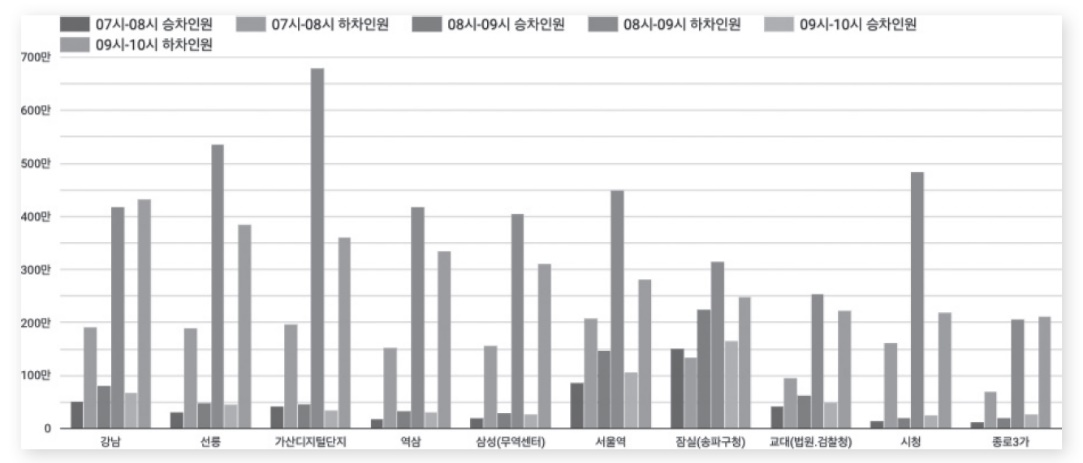 07시-08시 승차인원 07시-08시 하차인원 08시-09시 승차인원 08시-09시 하차인원 09시-10시 승차인원
09시-10시 하차인원
700만
600만
500만
400만
300만
200만
100만
0
강남 선릉 가산디지털단지 역삼 삼성(무역센터) 서울역 잠실(송파구청) 교대(법원.검찰청) 시청 종로3가